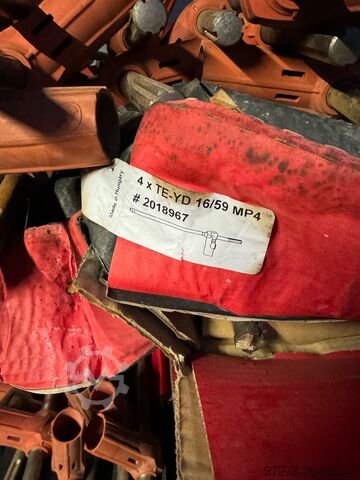 Made in Hungary
4 x TE-YD 16/59 MP4
# 2018967